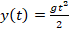 y(t) = gt²/2